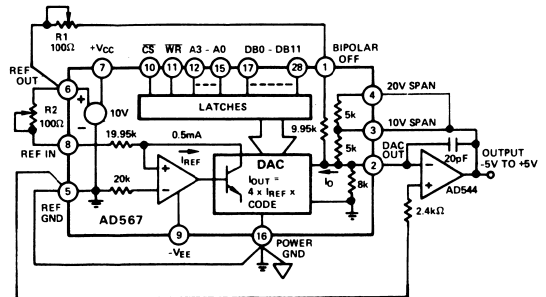 R1
100Ω
+VCC
CS WR A3 - A0 DB0 - DB11
BIPOLAR
OFF
REF
OUT
7
10
11
12
15
17
28
1
20V SPAN
4
6
10V
LATCHES
5k
10V SPAN
3
R2
100Ω
9.95k
5k
DAC
OUT
20pF
OUTPUT
-5V TO +5V
19.95k
0.5mA
IREF
REF IN
8
DAC
IOUT =
4 x IREF x
CODE
IO
2
8k
AD544
5
20k
REF
GND
AD567
2.4kΩ
9
-VEE
16
POWER
GND